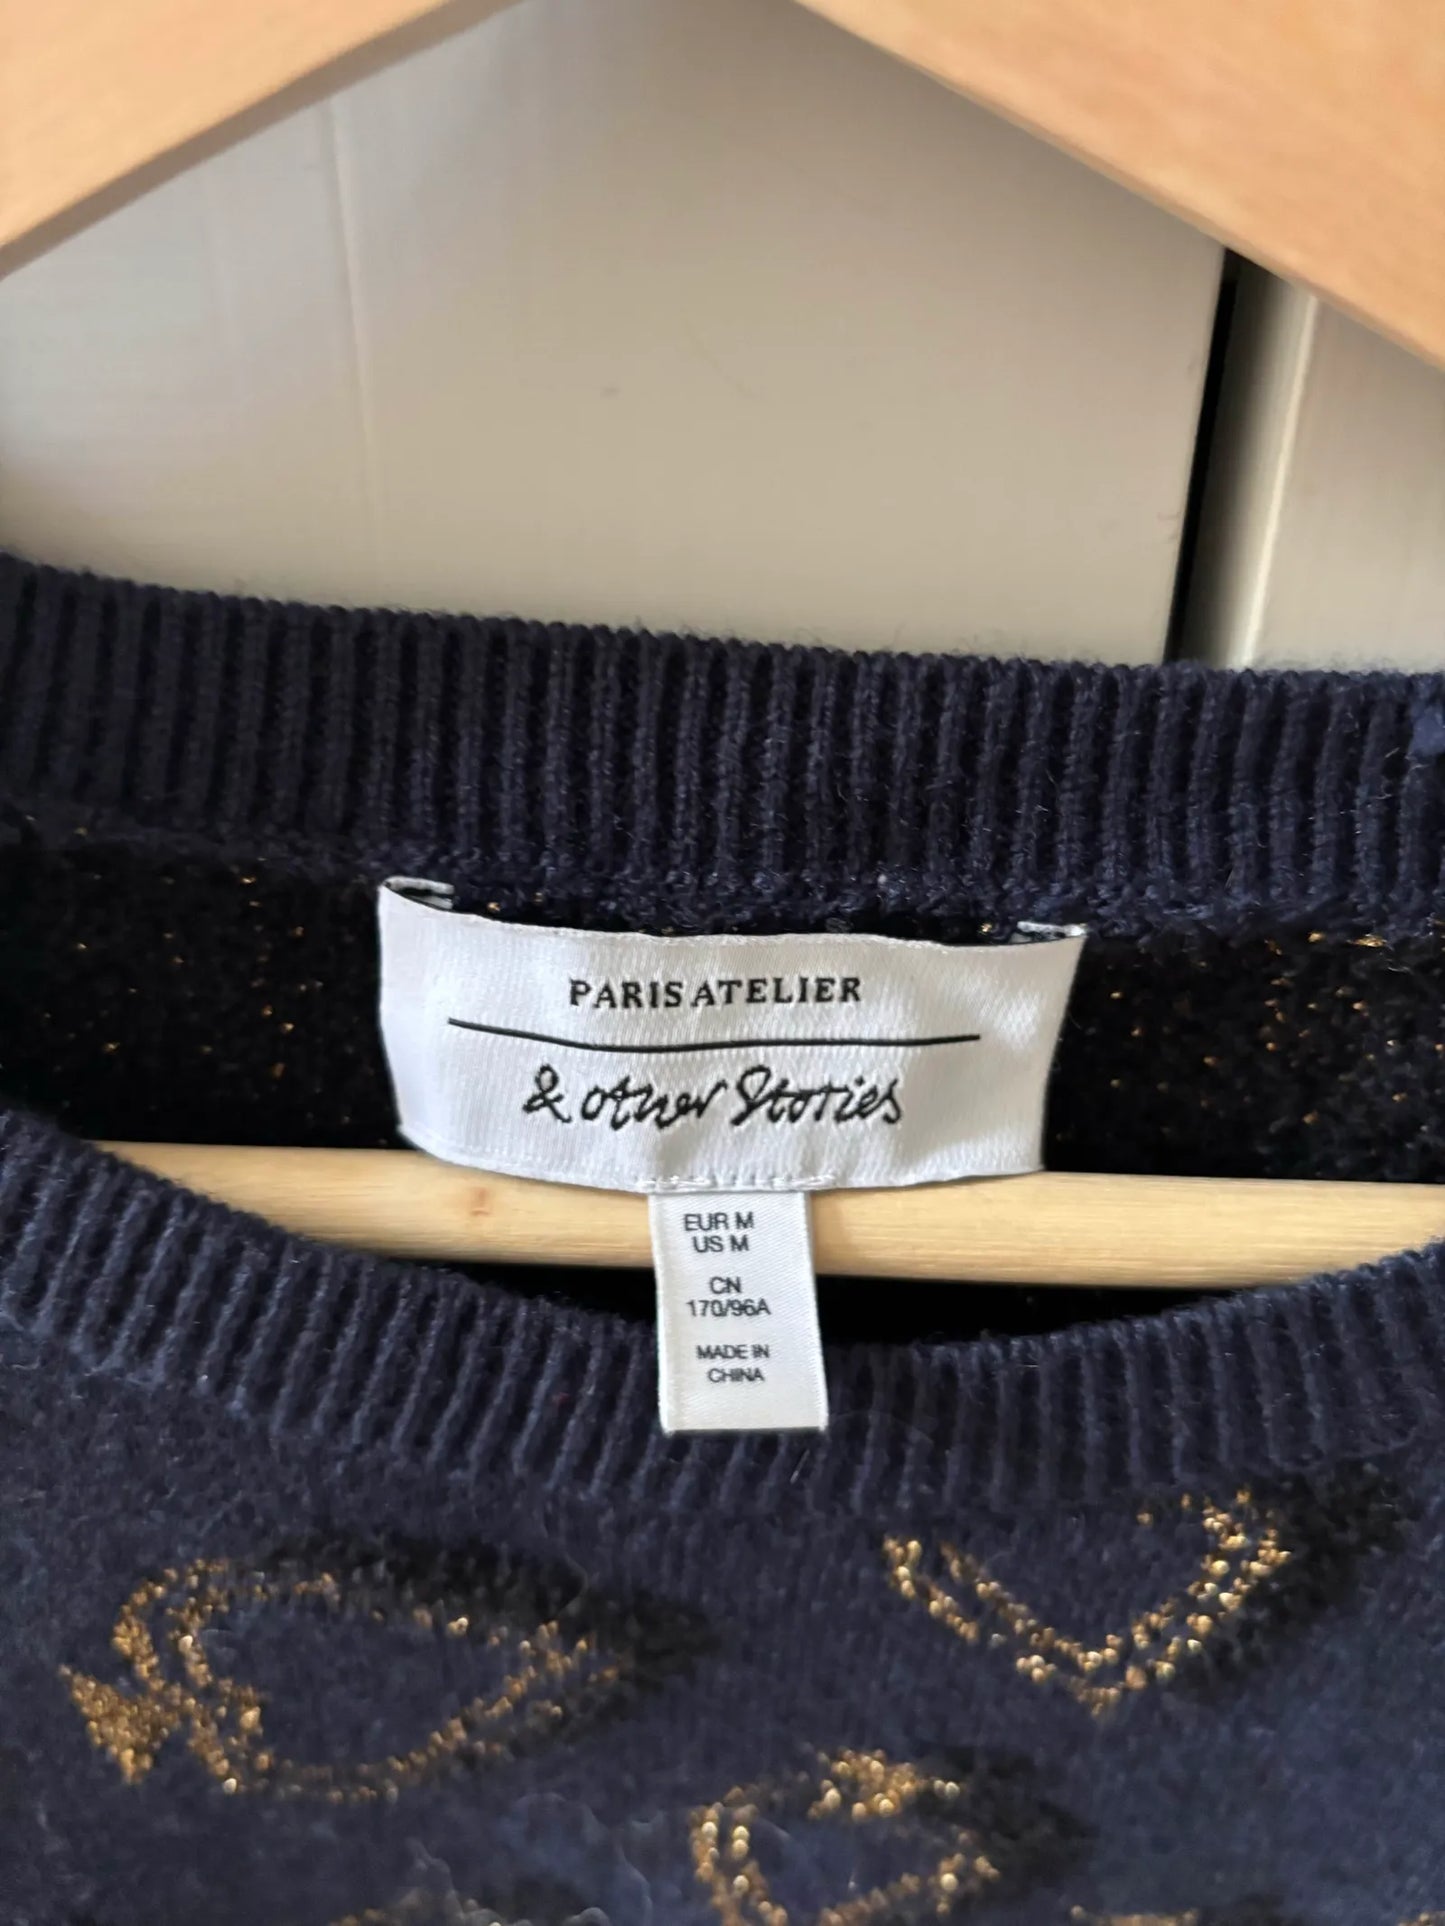 PARIS ATELIER
& other Stories
EUR M
US M
CN
170/96A
MADE IN
CHINA